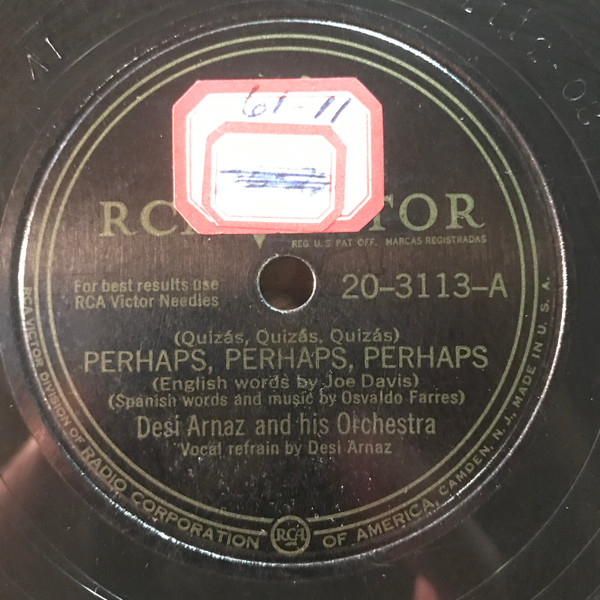 61-11
RCA VICTOR
REG. U.S. PAT. OFF. MARCAS REGISTRADAS
For best results use
RCA Victor Needles
20-3113-A
(Quizás, Quizás, Quizás)
PERHAPS, PERHAPS, PERHAPS
(English words by Joe Davis)
(Spanish words and music by Osvaldo Farres)
Desi Arnaz and his Orchestra
Vocal refrain by Desi Arnaz
RCA VICTOR DIVISION OF RADIO CORPORATION OF AMERICA, CAMDEN, N.J., MADE IN U.S.A.
RCA